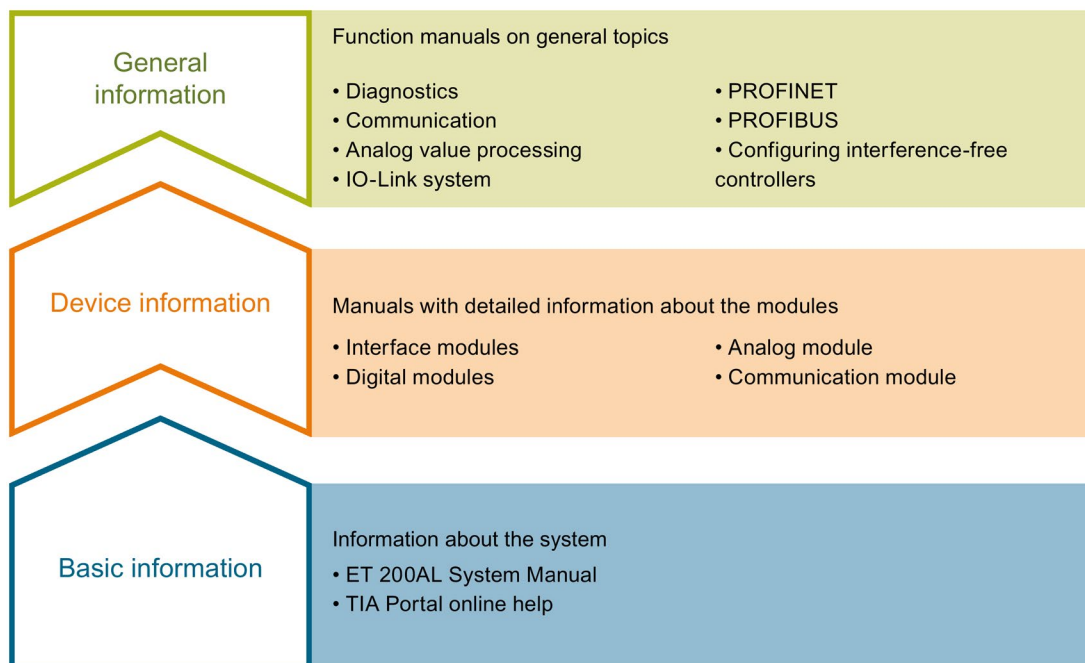 General
information
Function manuals on general topics
• Diagnostics
• Communication
• Analog value processing
• IO-Link system
• PROFINET
• PROFIBUS
• Configuring interference-free
controllers
Device information
Manuals with detailed information about the modules
• Interface modules
• Digital modules
• Analog module
• Communication module
Basic information
Information about the system
• ET 200AL System Manual
• TIA Portal online help